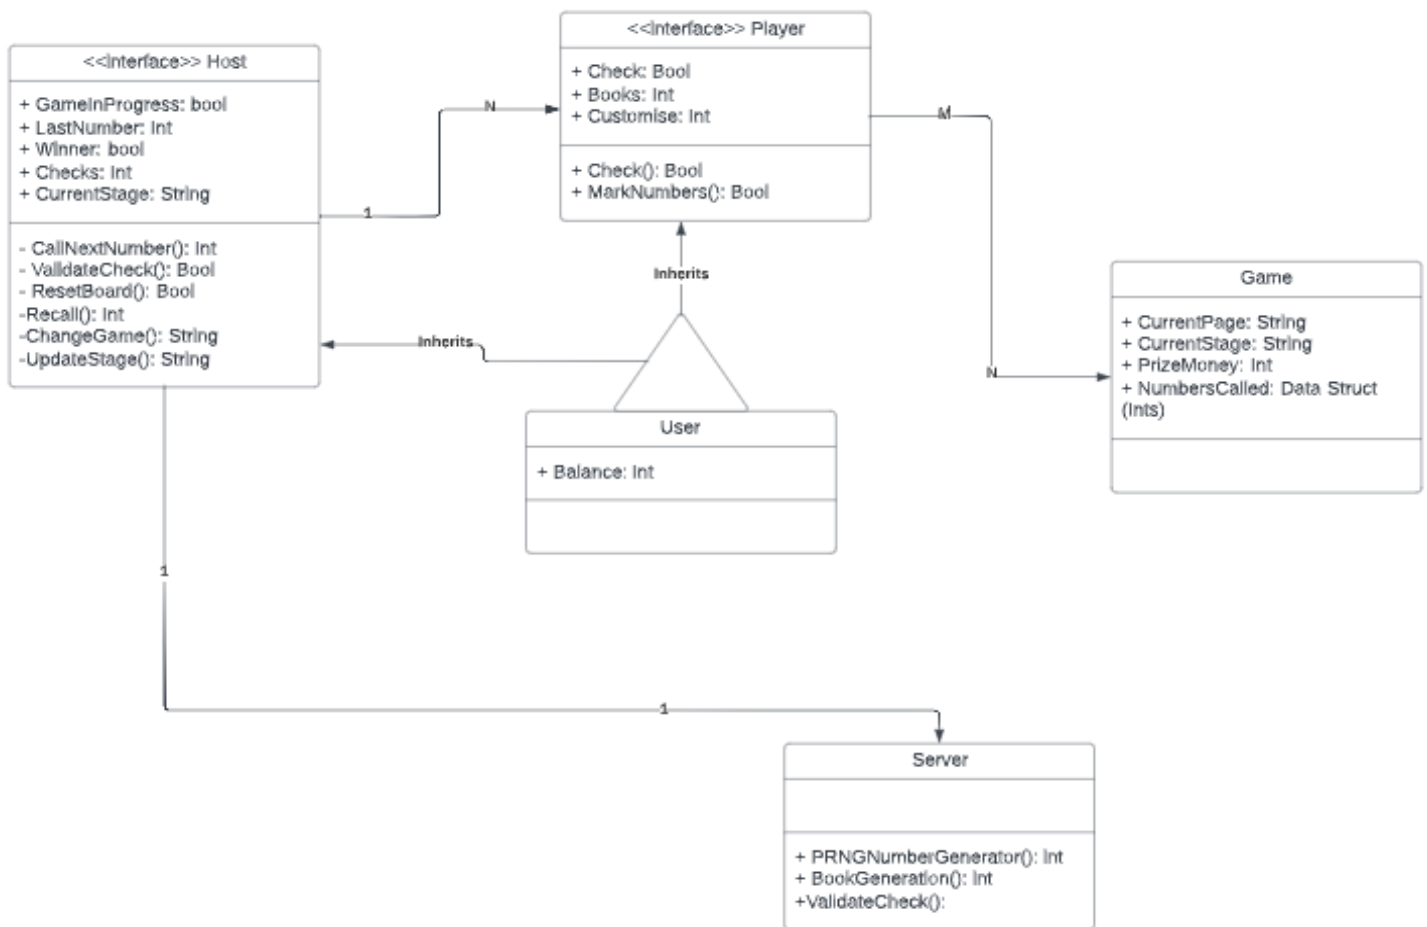 <<Interface>> Host
+ GameInProgress: bool
+ LastNumber: Int
+ Winner: bool
+ Checks: Int
+ CurrentStage: String
- CallNextNumber(): Int
- ValidateCheck(): Bool
- ResetBoard(): Bool
-Recall(): Int
-ChangeGame(): String
-UpdateStage(): String
<<Interface>> Player
+ Check: Bool
+ Books: Int
+ Customise: Int
+ Check(): Bool
+ MarkNumbers(): Bool
1
N
M
N
Inherits
Inherits
Game
+ CurrentPage: String
+ CurrentStage: String
+ PrizeMoney: Int
+ NumbersCalled: Data Struct
(Ints)
User
+ Balance: Int
1
1
Server
+ PRNGNumberGenerator(): Int
+ BookGeneration(): Int
+ValidateCheck():